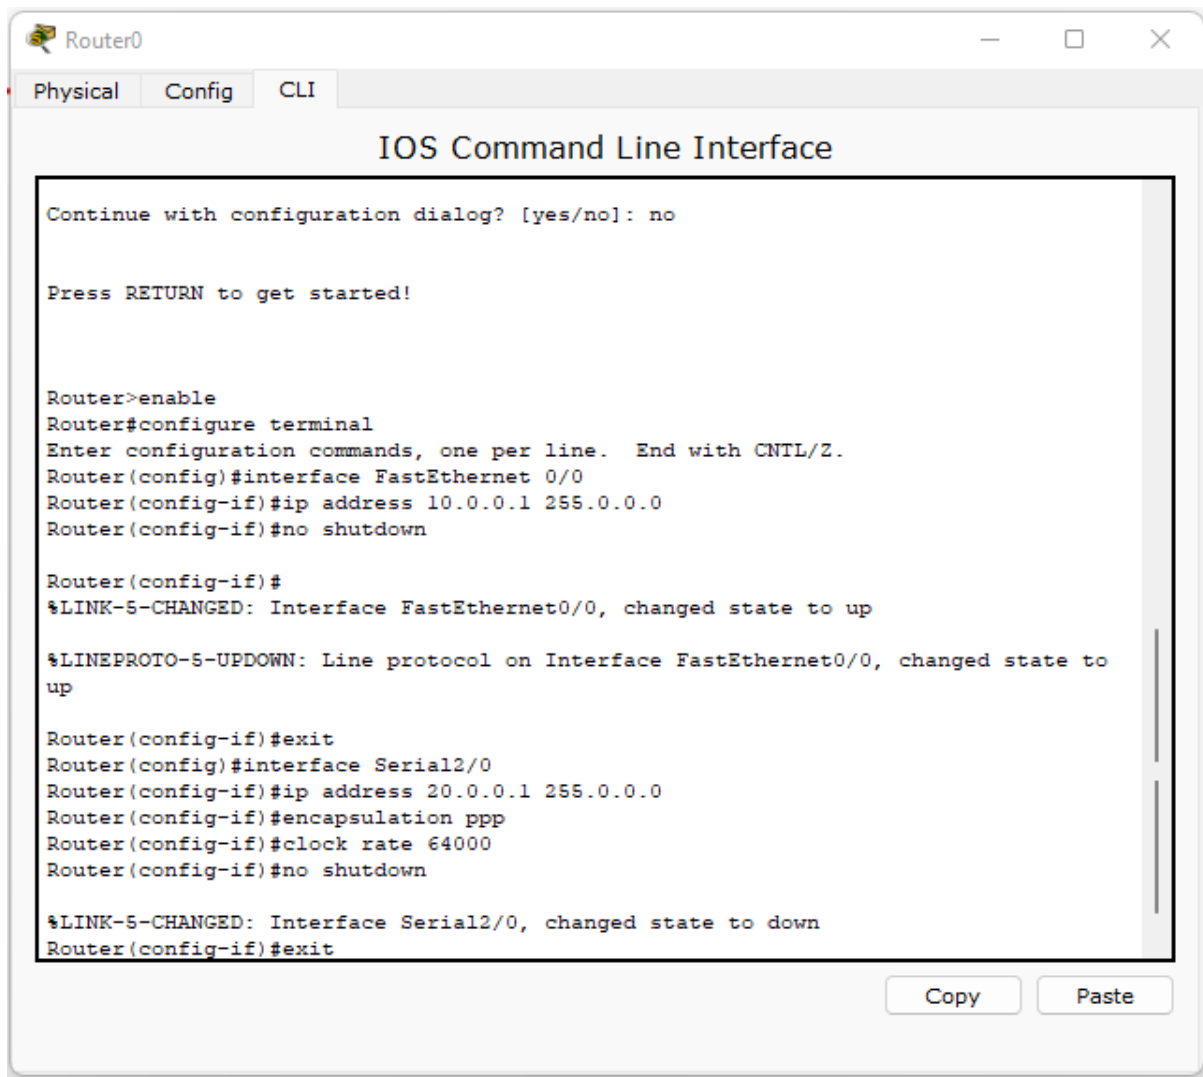 Router0
Physical Config CLI
IOS Command Line Interface
Continue with configuration dialog? [yes/no]: no
Press RETURN to get started!
Router>enable
Router#configure terminal
Enter configuration commands, one per line.  End with CNTL/Z.
Router(config)#interface FastEthernet 0/0
Router(config-if)#ip address 10.0.0.1 255.0.0.0
Router(config-if)#no shutdown
Router(config-if)#
%LINK-5-CHANGED: Interface FastEthernet0/0, changed state to up
%LINEPROTO-5-UPDOWN: Line protocol on Interface FastEthernet0/0, changed state to
up
Router(config-if)#exit
Router(config)#interface Serial2/0
Router(config-if)#ip address 20.0.0.1 255.0.0.0
Router(config-if)#encapsulation ppp
Router(config-if)#clock rate 64000
Router(config-if)#no shutdown
%LINK-5-CHANGED: Interface Serial2/0, changed state to down
Router(config-if)#exit
Copy Paste